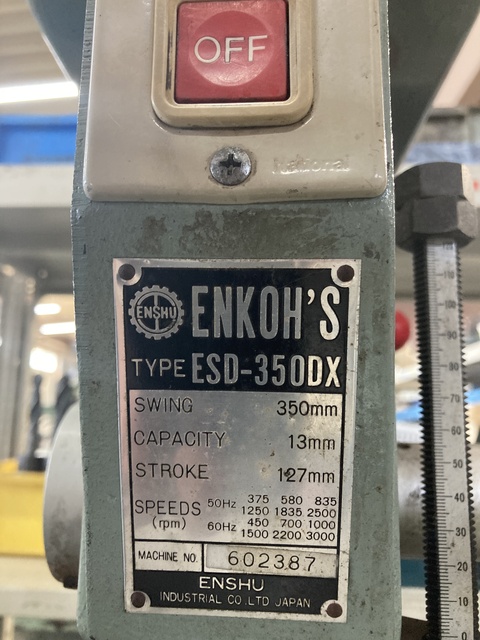 OFF
National
ENSHU
ENKOH'S
TYPE ESD-350DX
SWING 350mm
CAPACITY 13mm
STROKE 127mm
SPEEDS (rpm)
50Hz 375 580 835
1250 1835 2500
60Hz 450 700 1000
1500 2200 3000
MACHINE NO. 602387
ENSHU
INDUSTRIAL CO.LTD JAPAN
80
70
60
50
40
30
20
10
0